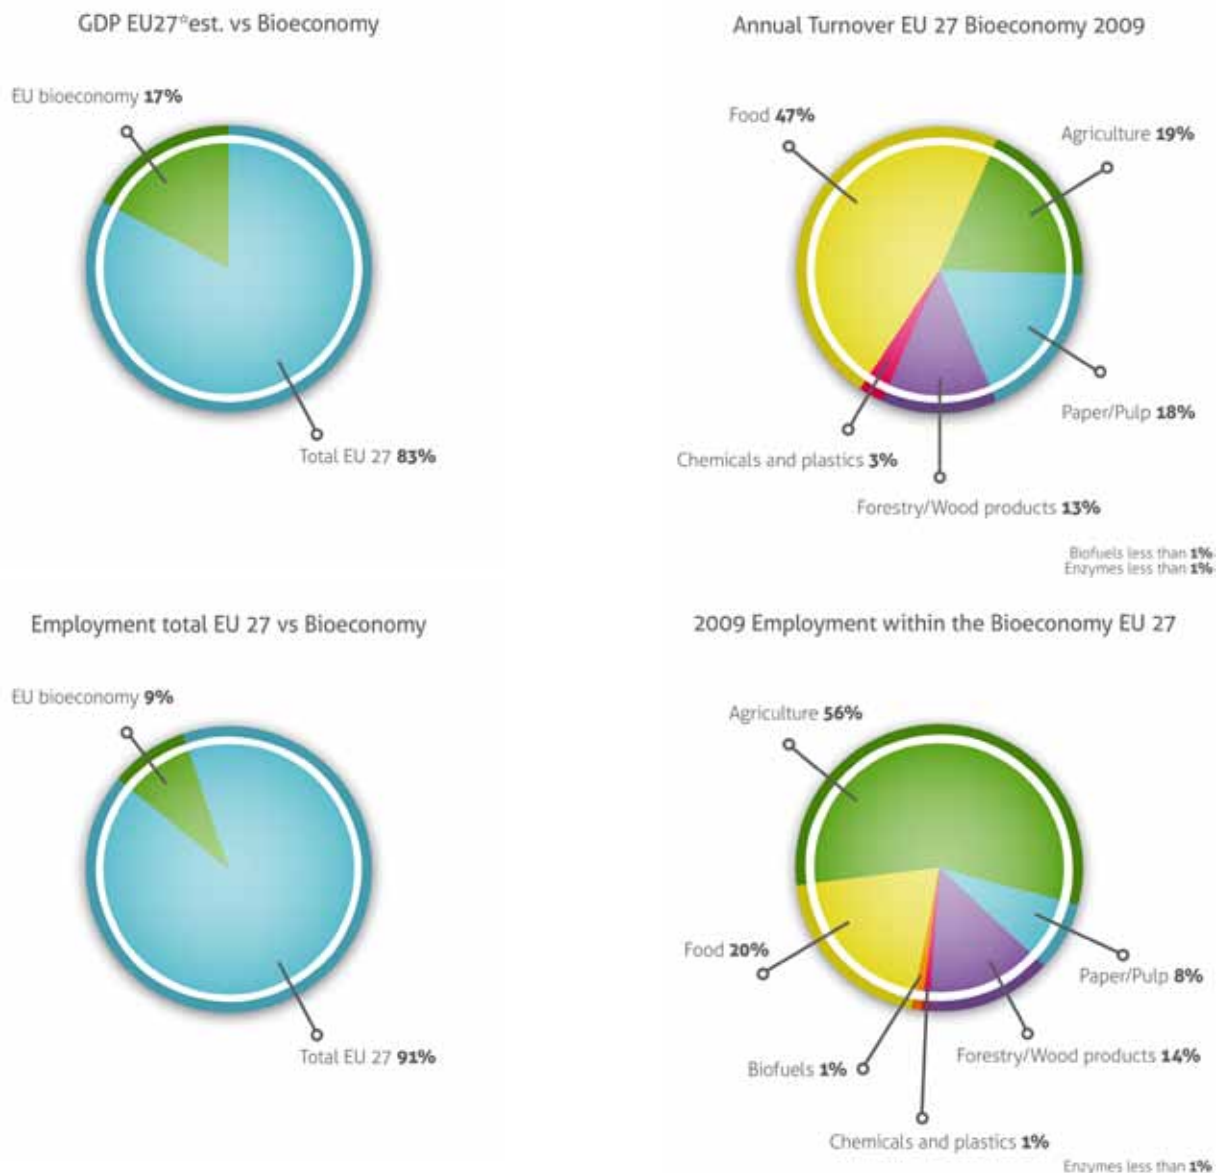 GDP EU27*est. vs Bioeconomy
EU bioeconomy 17%
Total EU 27 83%
Annual Turnover EU 27 Bioeconomy 2009
Food 47%
Agriculture 19%
Paper/Pulp 18%
Chemicals and plastics 3%
Forestry/Wood products 13%
Biofuels less than 1%
Enzymes less than 1%
Employment total EU 27 vs Bioeconomy
EU bioeconomy 9%
Total EU 27 91%
2009 Employment within the Bioeconomy EU 27
Agriculture 56%
Food 20%
Paper/Pulp 8%
Forestry/Wood products 14%
Biofuels 1%
Chemicals and plastics 1%
Enzymes less than 1%